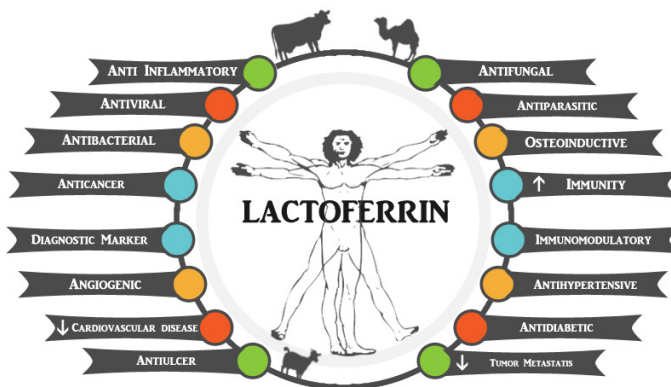 Anti Inflammatory
Antiviral
Antibacterial
Anticancer
Diagnostic Marker
Angiogenic
↓ Cardiovascular disease
Antiulcer
LACTOFERRIN
Antifungal
Antiparasitic
Osteoinductive
↑ Immunity
Immunomodulatory
Antihypertensive
Antidiabetic
↓ Tumor Metastatis